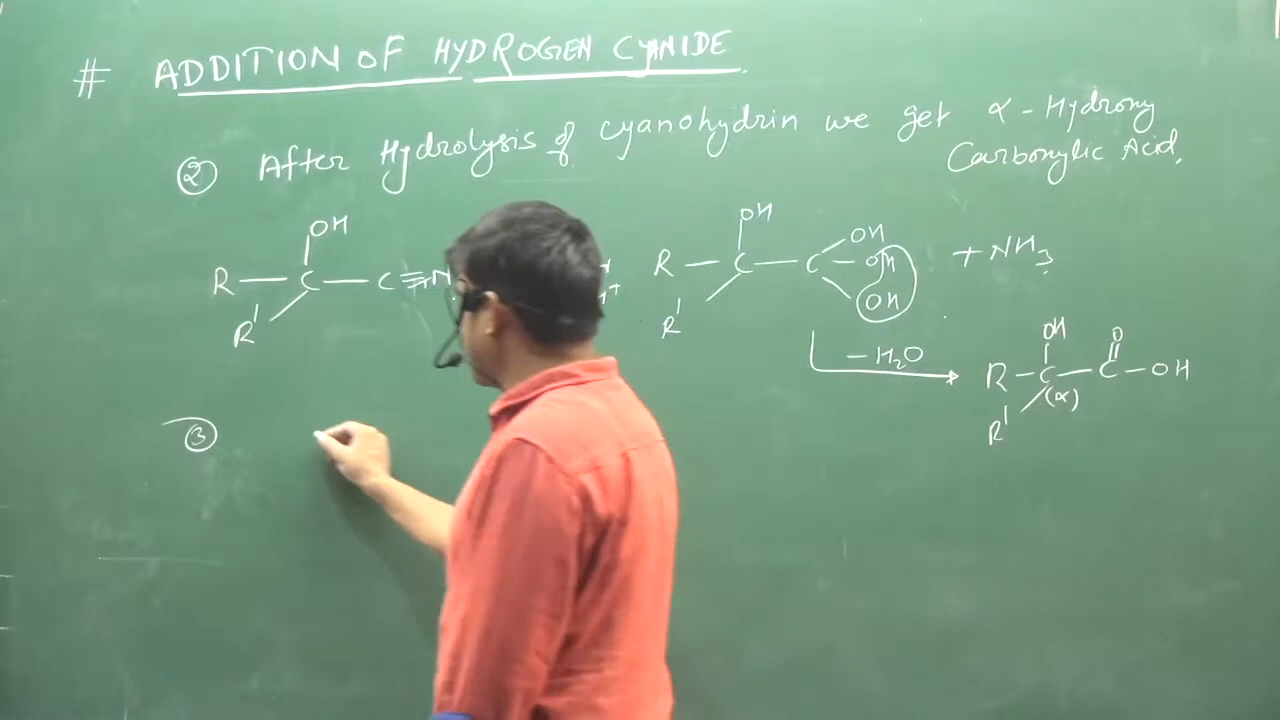 # ADDITION OF HYDROGEN CYANIDE
② After Hydrolysis of cyanohydrin we get α - Hydroxy
Carboxylic Acid.
OH
R — C — C≡N
R'
OH
R — C — C
R'
OH
OH
OH
+ NH3
− H2O
OH O
R — C — C — OH
(α)
R'
③